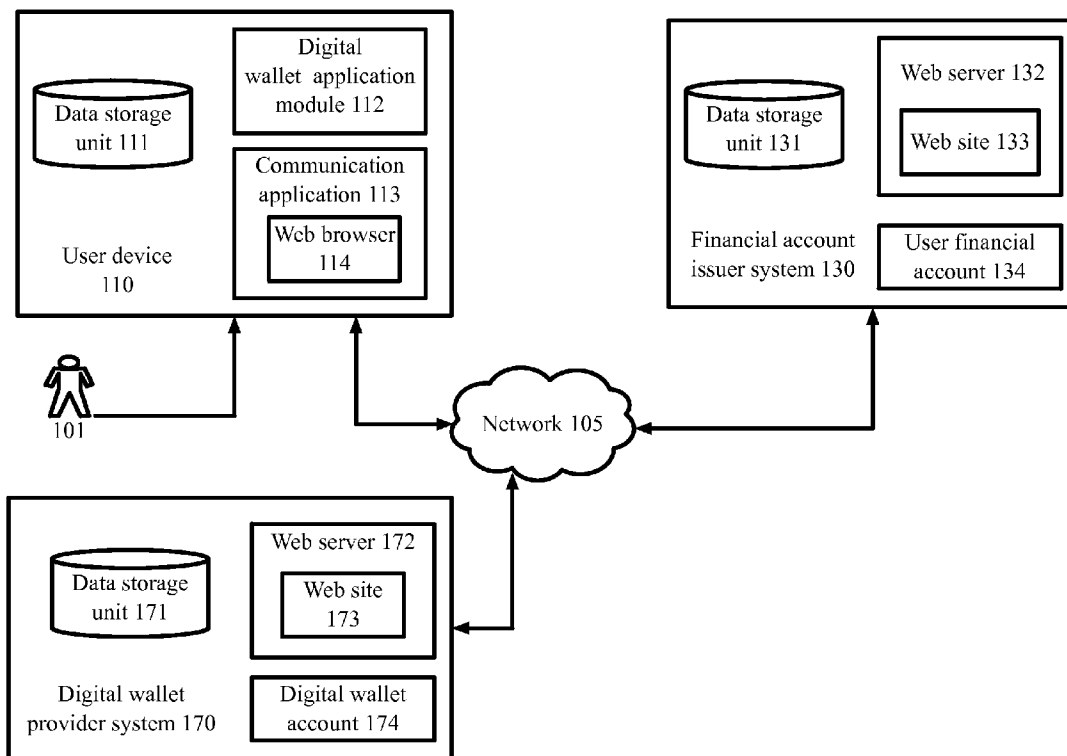 Digital
wallet application
module 112
Data storage
unit 111
Communication
application 113
Web browser
114
User device
110
Web server 132
Data storage
unit 131
Web site 133
Financial account
issuer system 130
User financial
account 134
101
Network 105
Web server 172
Data storage
unit 171
Web site
173
Digital wallet
provider system 170
Digital wallet
account 174